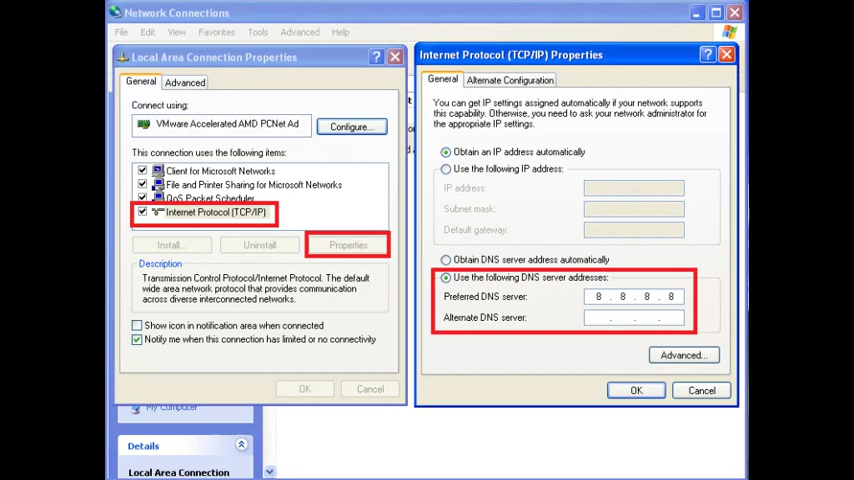 Network Connections
File Edit View Favorites Tools Advanced Help
Local Area Connection Properties
General Advanced
Connect using:
VMware Accelerated AMD PCNet Ad
Configure...
This connection uses the following items:
Client for Microsoft Networks
File and Printer Sharing for Microsoft Networks
QoS Packet Scheduler
Internet Protocol (TCP/IP)
Install... Uninstall Properties
Description
Transmission Control Protocol/Internet Protocol. The default
wide area network protocol that provides communication
across diverse interconnected networks.
Show icon in notification area when connected
Notify me when this connection has limited or no connectivity
OK Cancel
My Computer
Details
Local Area Connection
Internet Protocol (TCP/IP) Properties
General Alternate Configuration
You can get IP settings assigned automatically if your network supports
this capability. Otherwise, you need to ask your network administrator for
the appropriate IP settings.
Obtain an IP address automatically
Use the following IP address:
IP address:
Subnet mask:
Default gateway:
Obtain DNS server address automatically
Use the following DNS server addresses:
Preferred DNS server: 8 . 8 . 8 . 8
Alternate DNS server: . . .
Advanced...
OK Cancel